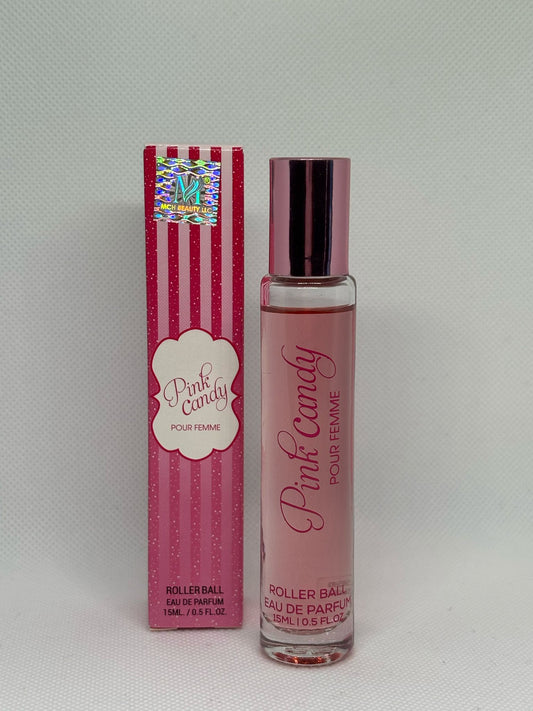 MCH BEAUTY LLC
Pink
Candy
POUR FEMME
ROLLER BALL
EAU DE PARFUM
15ML. / 0.5 FL.OZ.
Pink Candy
POUR FEMME
ROLLER BALL
EAU DE PARFUM
15ML | 0.5 FL.OZ.